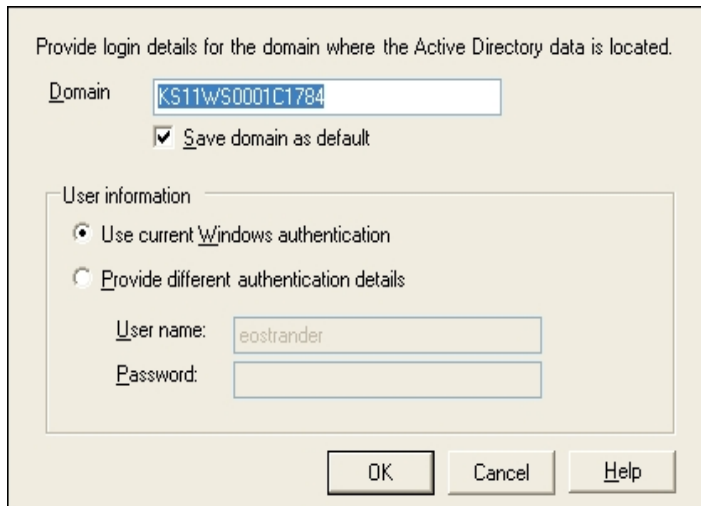 Provide login details for the domain where the Active Directory data is located.
Domain KS11WS0001C1784
Save domain as default
User information
Use current Windows authentication
Provide different authentication details
User name: eostrander
Password:
OK Cancel Help